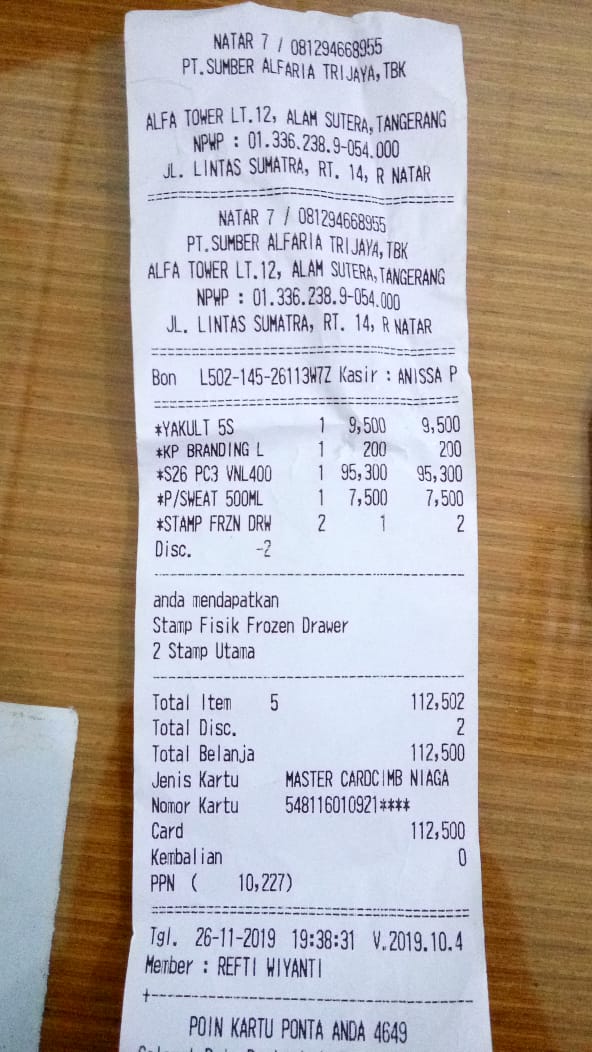 NATAR 7 / 081294668955
PT.SUMBER ALFARIA TRIJAYA,TBK
ALFA TOWER LT.12, ALAM SUTERA,TANGERANG
NPWP : 01.336.238.9-054.000
JL. LINTAS SUMATRA, RT. 14, R NATAR
NATAR 7 / 081294668955
PT.SUMBER ALFARIA TRIJAYA,TBK
ALFA TOWER LT.12, ALAM SUTERA,TANGERANG
NPWP : 01.336.238.9-054.000
JL. LINTAS SUMATRA, RT. 14, R NATAR
Bon L502-145-26113W7Z Kasir : ANISSA P
*YAKULT 5S 1 9,500 9,500
*KP BRANDING L 1 200 200
*S26 PC3 VNL400 1 95,300 95,300
*P/SWEAT 500ML 1 7,500 7,500
*STAMP FRZN DRW 2 1 2
Disc. -2
anda mendapatkan
Stamp Fisik Frozen Drawer
2 Stamp Utama
Total Item 5 112,502
Total Disc. 2
Total Belanja 112,500
Jenis Kartu MASTER CARDCIMB NIAGA
Nomor Kartu 548116010921****
Card 112,500
Kembalian 0
PPN ( 10,227)
Tgl. 26-11-2019 19:38:31 V.2019.10.4
Member : REFTI WIYANTI
POIN KARTU PONTA ANDA 4649